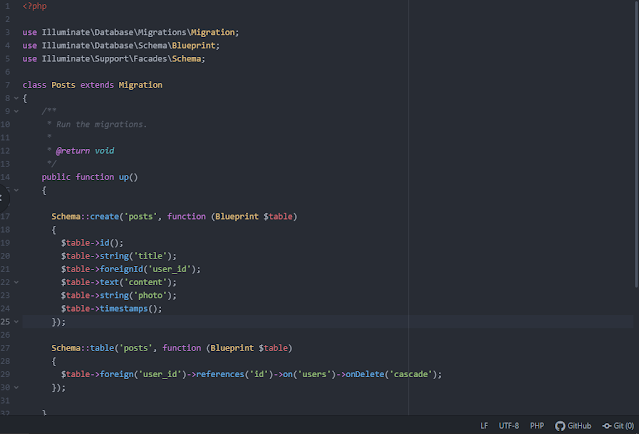 1 <?php
2
3 use Illuminate\Database\Migrations\Migration;
4 use Illuminate\Database\Schema\Blueprint;
5 use Illuminate\Support\Facades\Schema;
6
7 class Posts extends Migration
8 {
9 /**
10 * Run the migrations.
11 *
12 * @return void
13 */
14 public function up()
{
17 Schema::create('posts', function (Blueprint $table)
18 {
19 $table->id();
20 $table->string('title');
21 $table->foreignId('user_id');
22 $table->text('content');
23 $table->string('photo');
24 $table->timestamps();
25 });
26
27 Schema::table('posts', function (Blueprint $table)
28 {
29 $table->foreign('user_id')->references('id')->on('users')->onDelete('cascade');
30 });
31
32 }
LF UTF-8 PHP GitHub Git (0)